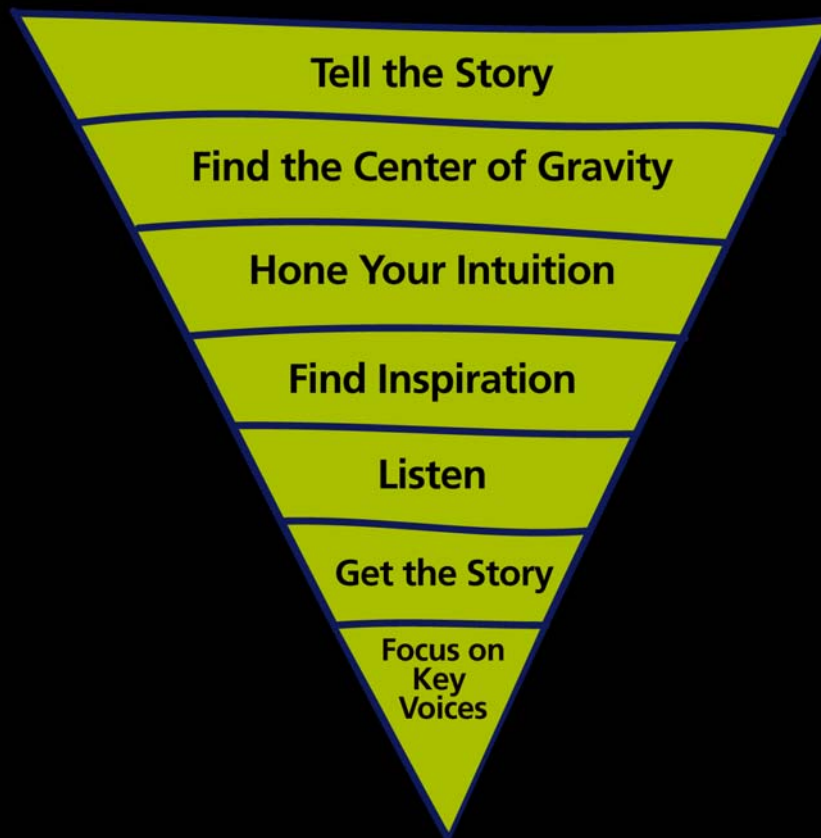 Tell the Story
Find the Center of Gravity
Hone Your Intuition
Find Inspiration
Listen
Get the Story
Focus on
Key
Voices